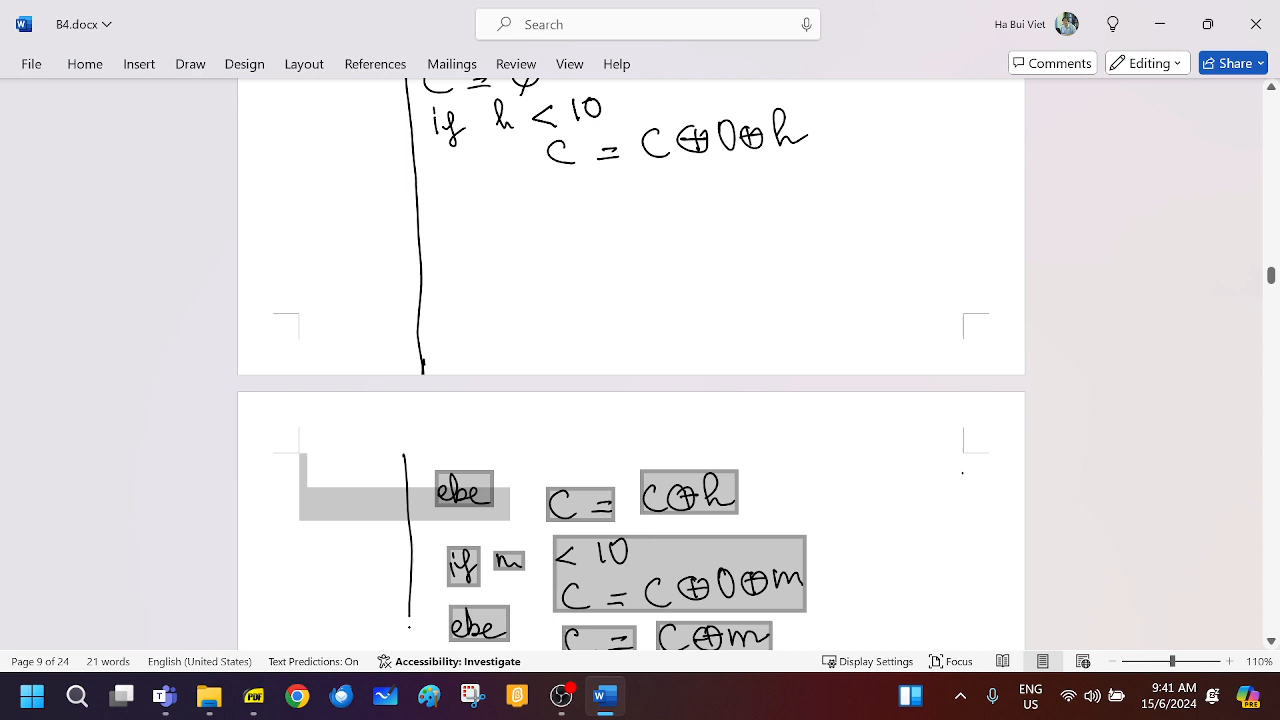 B4.docx
Search
Ha Bui Viet
File Home Insert Draw Design Layout References Mailings Review View Help
Comments Editing Share
C = φ
if h < 10
C = C ⊕ 0 ⊕ h
else C = C ⊕ h
if m < 10
C = C ⊕ 0 ⊕ m
else C = C ⊕ m
Page 9 of 24 21 words English (United States) Text Predictions: On Accessibility: Investigate Display Settings Focus 110%
PDF
ENG
US
9:41 AM
15/6/2024
PRE